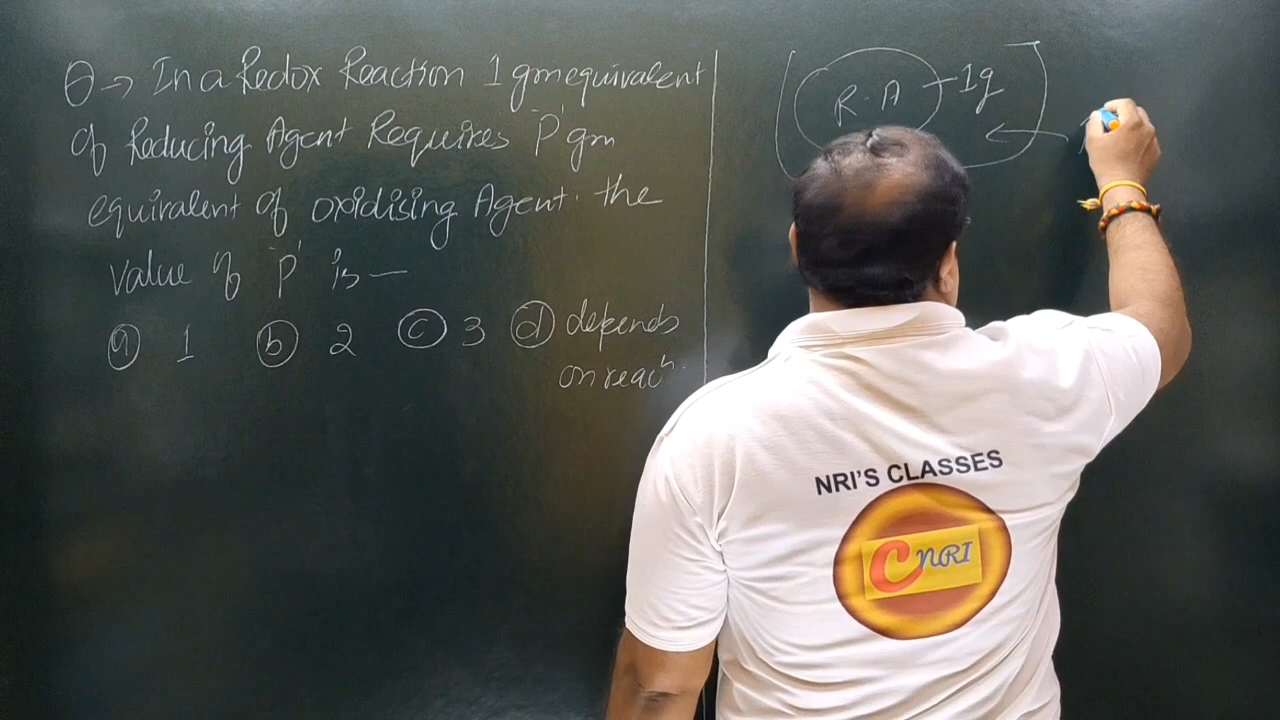 Q → In a Redox Reaction 1 gm equivalent
of Reducing Agent Requires 'P' gm
equivalent of oxidising Agent. the
value of 'P' is —
(a) 1 (b) 2 (c) 3 (d) depends
on reacn.
R.A 1g
NRI'S CLASSES
C NRI